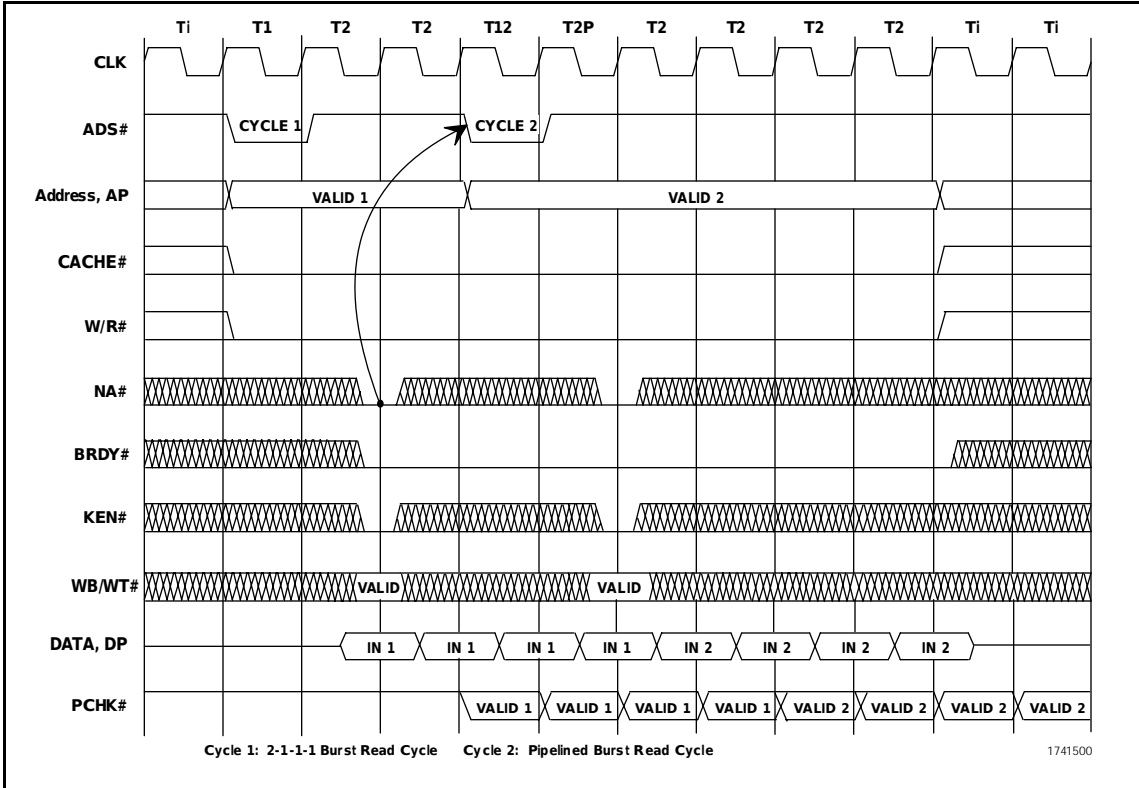 Ti T1 T2 T2 T12 T2P T2 T2 T2 T2 Ti Ti
CLK
ADS# CYCLE 1 CYCLE 2
Address, AP VALID 1 VALID 2
CACHE#
W/R#
NA#
BRDY#
KEN#
WB/WT# VALID VALID
DATA, DP IN 1 IN 1 IN 1 IN 1 IN 2 IN 2 IN 2 IN 2
PCHK# VALID 1 VALID 1 VALID 1 VALID 1 VALID 2 VALID 2 VALID 2 VALID 2
Cycle 1: 2-1-1-1 Burst Read Cycle Cycle 2: Pipelined Burst Read Cycle 1741500